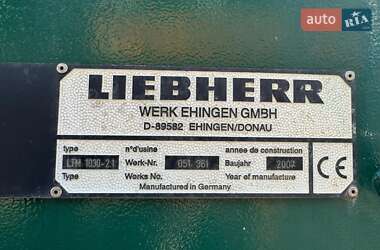 auto RIA
LIEBHERR
WERK EHINGEN GMBH
D-89582 EHINGEN/DONAU
type n°d'usine annee de construction
Typ LTM 1030-2.1 Werk-Nr. 051 361 Baujahr 2007
Type Works No. Year of manufacture
Manufactured in Germany
CE